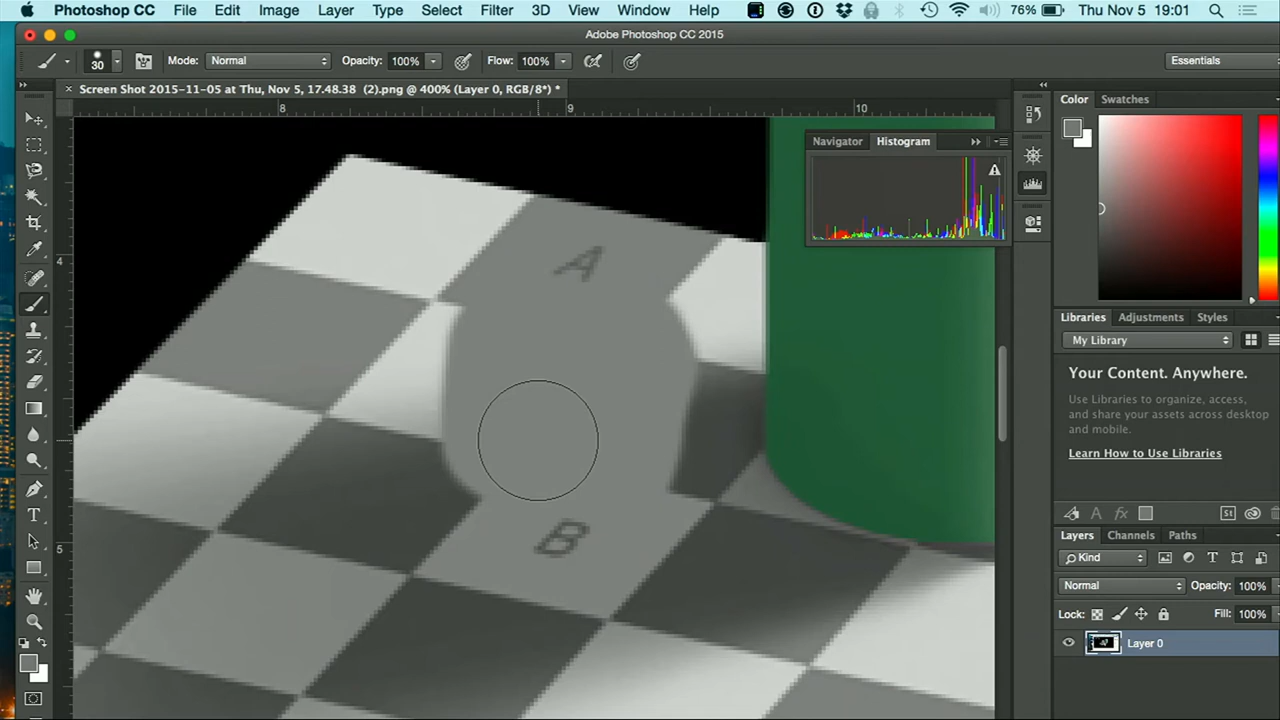 Photoshop CC File Edit Image Layer Type Select Filter 3D View Window Help 76% Thu Nov 5 19:01
Adobe Photoshop CC 2015
30 Mode: Normal Opacity: 100% Flow: 100% Essentials
Screen Shot 2015-11-05 at Thu, Nov 5, 17.48.38 (2).png @ 400% (Layer 0, RGB/8*) *
8 9 10
Color Swatches
Navigator Histogram
4
A
5
B
Libraries Adjustments Styles
My Library
Your Content. Anywhere.
Use Libraries to organize, access,
and share your assets across desktop
and mobile.
Learn How to Use Libraries
St
Layers Channels Paths
Kind
Normal Opacity: 100%
Lock: Fill: 100%
Layer 0